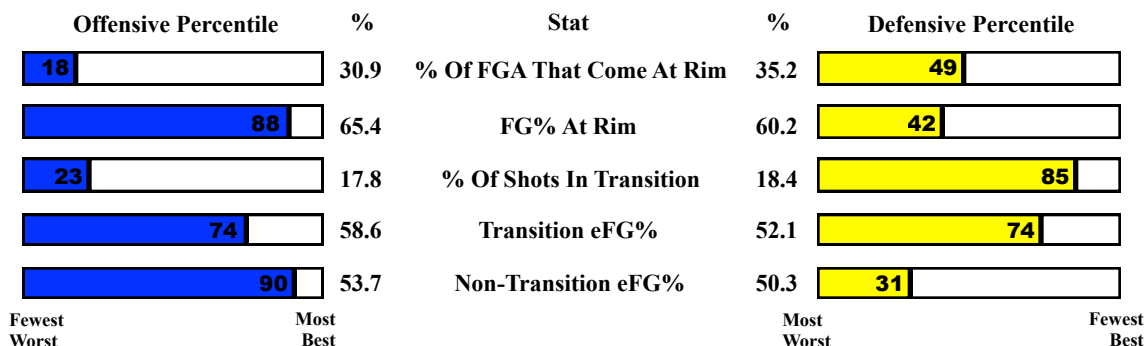 Offensive Percentile % Stat % Defensive Percentile
18 30.9 % Of FGA That Come At Rim 35.2 49
88 65.4 FG% At Rim 60.2 42
23 17.8 % Of Shots In Transition 18.4 85
74 58.6 Transition eFG% 52.1 74
90 53.7 Non-Transition eFG% 50.3 31
Fewest Most Most Fewest
Worst Best Worst Best